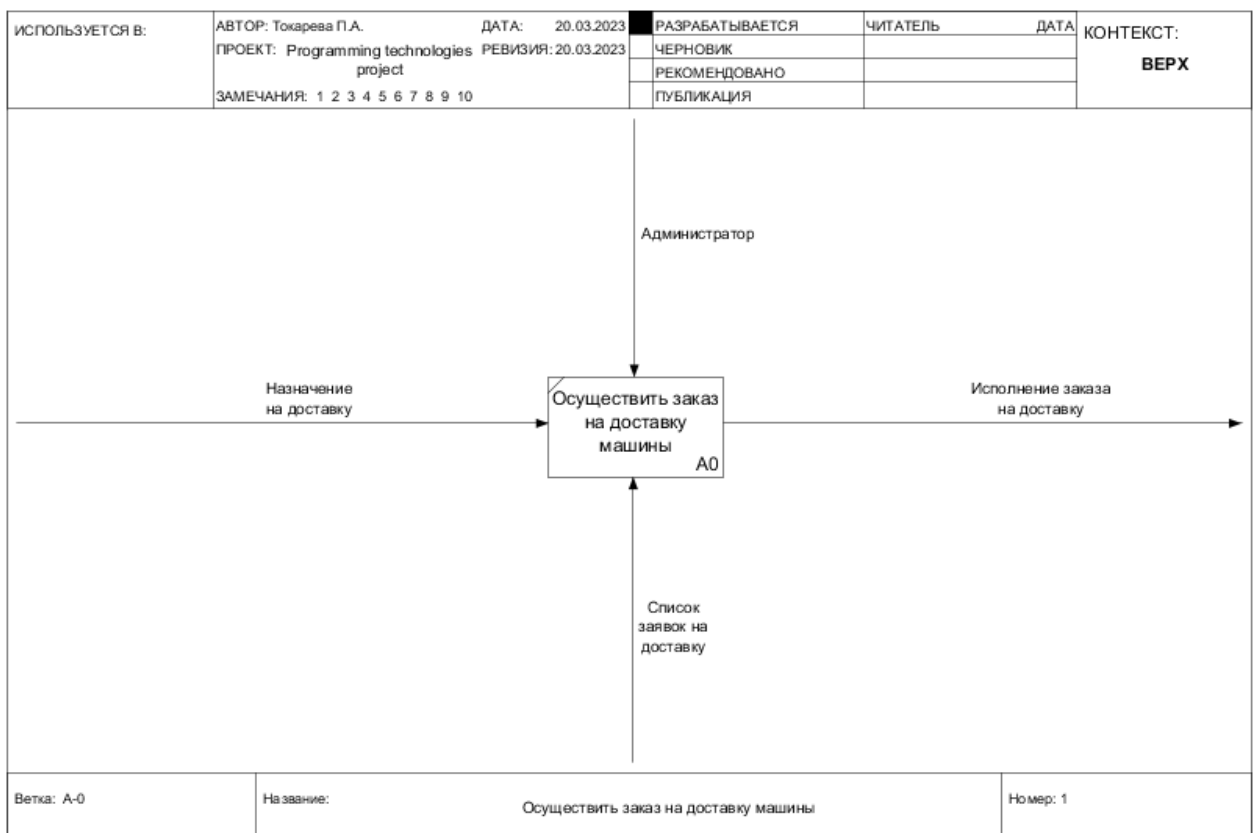 ИСПОЛЬЗУЕТСЯ В:
АВТОР: Токарева П.А.
ДАТА: 20.03.2023
ПРОЕКТ: Programming technologies
project
РЕВИЗИЯ: 20.03.2023
ЗАМЕЧАНИЯ: 1 2 3 4 5 6 7 8 9 10
РАЗРАБАТЫВАЕТСЯ
ЧЕРНОВИК
РЕКОМЕНДОВАНО
ПУБЛИКАЦИЯ
ЧИТАТЕЛЬ
ДАТА
КОНТЕКСТ:
ВЕРХ
Администратор
Назначение
на доставку
Осуществить заказ
на доставку
машины
A0
Исполнение заказа
на доставку
Список
заявок на
доставку
Ветка: A-0
Название:
Осуществить заказ на доставку машины
Номер: 1